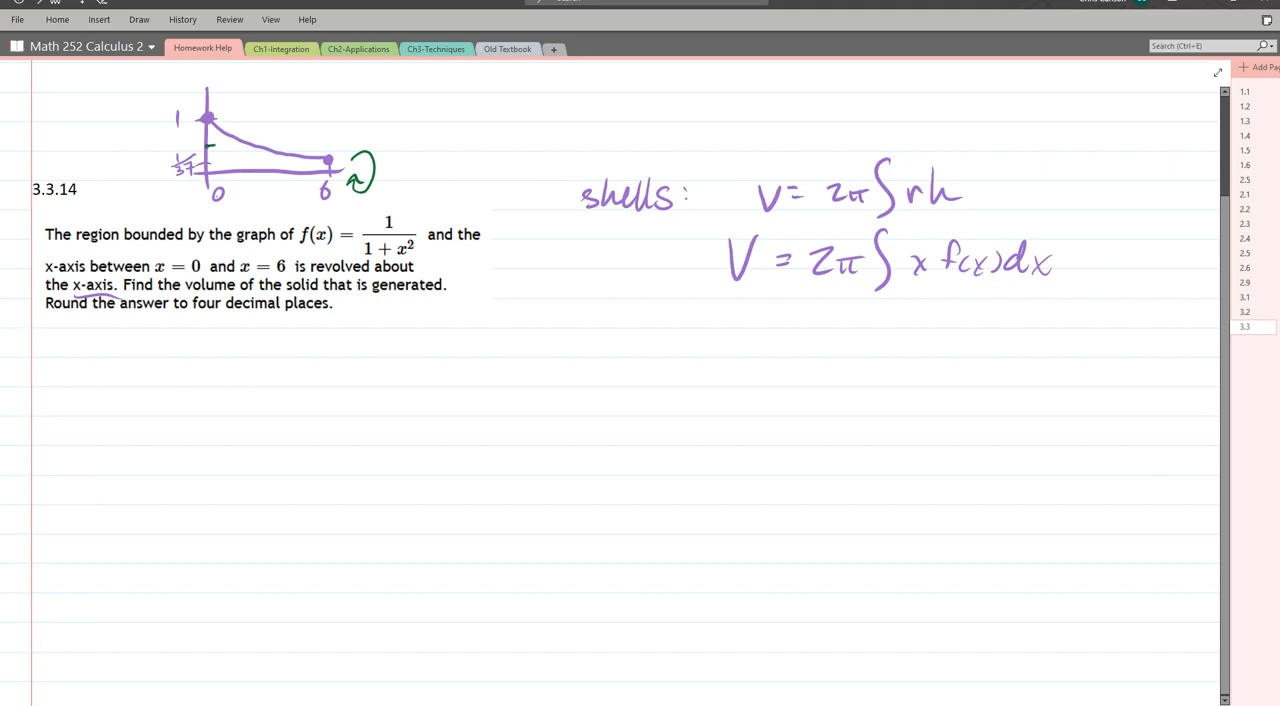 File Home Insert Draw History Review View Help
Math 252 Calculus 2 Homework Help Ch1-Integration Ch2-Applications Ch3-Techniques Old Textbook + Search (Ctrl+E)
+ Add Pag
1.1
1.2
1.3
1.4
1.5
1.6
2.5
2.1
2.2
2.3
2.4
2.5
2.6
2.8
3.1
3.2
3.3
1
1/37
0 6
3.3.14
shells: V = 2π ∫ rh
V = 2π ∫ x f(x) dx
The region bounded by the graph of f(x) = 1/(1 + x²) and the
x-axis between x = 0 and x = 6 is revolved about
the x-axis. Find the volume of the solid that is generated.
Round the answer to four decimal places.